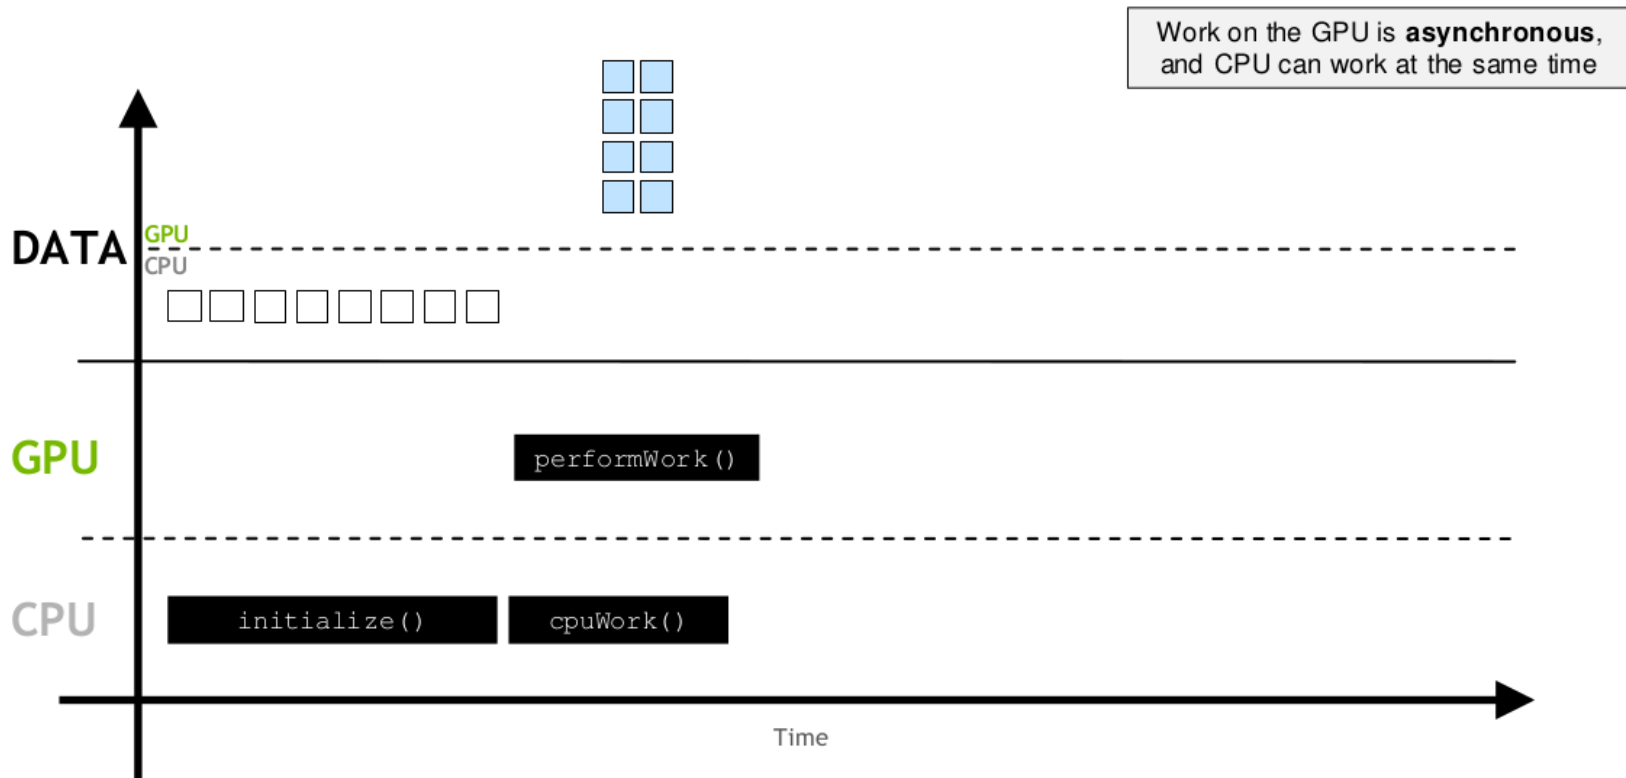 Work on the GPU is asynchronous,
and CPU can work at the same time
DATA
GPU
CPU
GPU
performWork()
CPU
initialize()
cpuWork()
Time